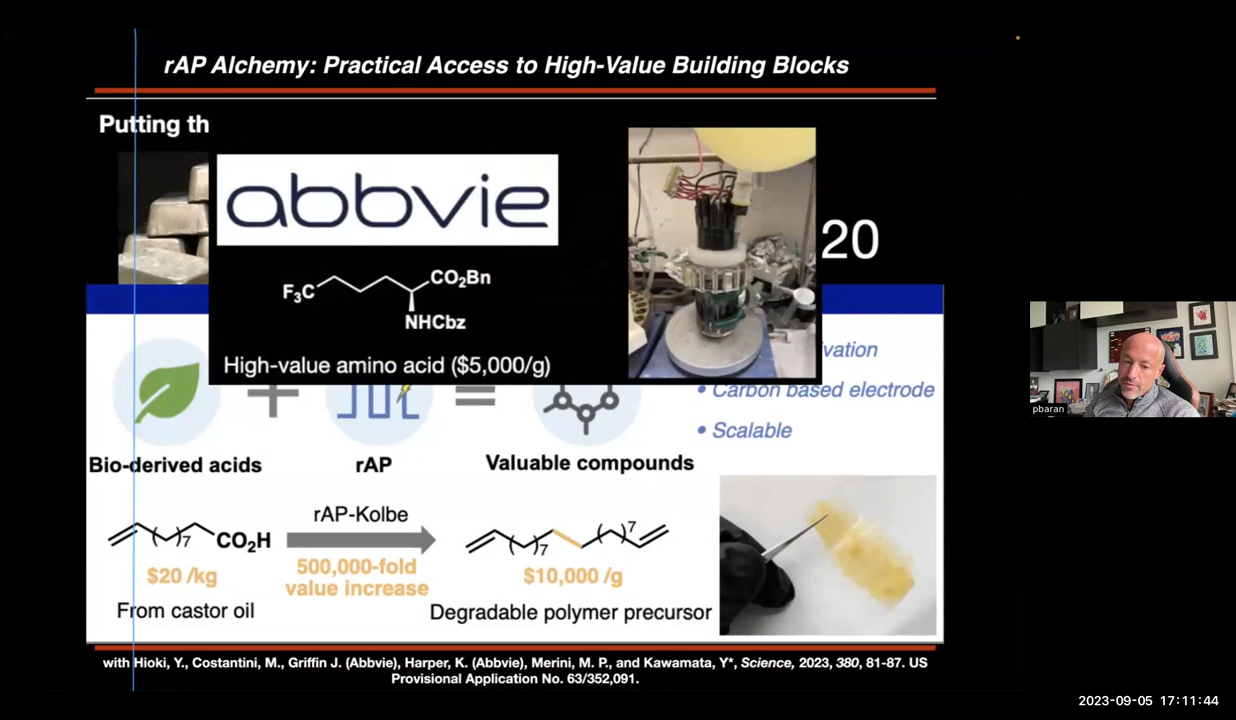 rAP Alchemy: Practical Access to High-Value Building Blocks
Putting th
abbvie
20
F₃C
CO₂Bn
NHCbz
High-value amino acid ($5,000/g)
• Carbon based electrode
• Scalable
Bio-derived acids
rAP
Valuable compounds
rAP-Kolbe
7
CO₂H
7
7
$20 /kg
500,000-fold
value increase
$10,000 /g
From castor oil
Degradable polymer precursor
with Hioki, Y., Costantini, M., Griffin J. (Abbvie), Harper, K. (Abbvie), Merini, M. P., and Kawamata, Y*, Science, 2023, 380, 81-87. US
Provisional Application No. 63/352,091.
pbaran
2023-09-05 17:11:44